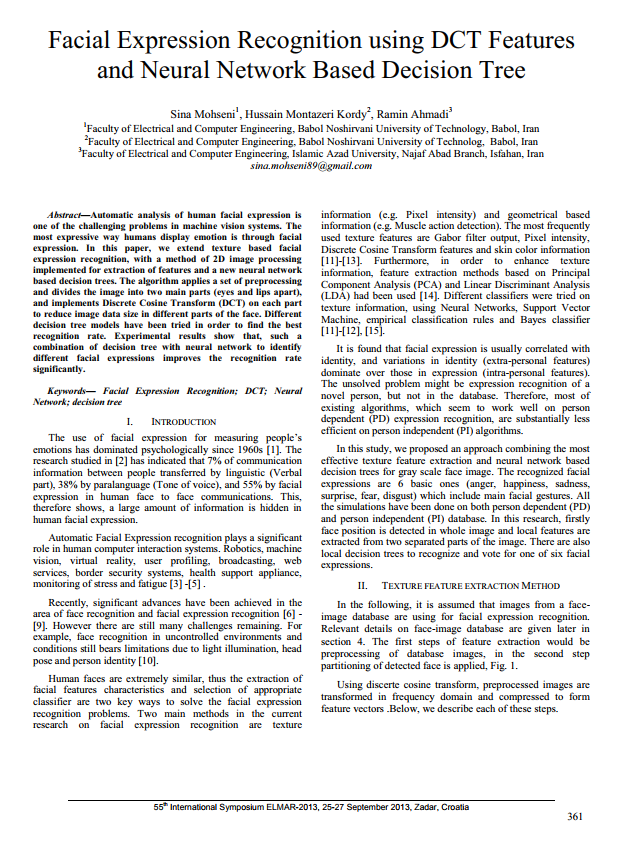 Facial Expression Recognition using DCT Features
and Neural Network Based Decision Tree
Sina Mohseni1, Hussain Montazeri Kordy2, Ramin Ahmadi3
1Faculty of Electrical and Computer Engineering, Babol Noshirvani University of Technology, Babol, Iran
2Faculty of Electrical and Computer Engineering, Babol Noshirvani University of Technolog, Babol, Iran
3Faculty of Electrical and Computer Engineering, Islamic Azad University, Najaf Abad Branch, Isfahan, Iran
sina.mohseni89@gmail.com
Abstract—Automatic analysis of human facial expression is
one of the challenging problems in machine vision systems. The
most expressive way humans display emotion is through facial
expression. In this paper, we extend texture based facial
expression recognition, with a method of 2D image processing
implemented for extraction of features and a new neural network
based decision trees. The algorithm applies a set of preprocessing
and divides the image into two main parts (eyes and lips apart),
and implements Discrete Cosine Transform (DCT) on each part
to reduce image data size in different parts of the face. Different
decision tree models have been tried in order to find the best
recognition rate. Experimental results show that, such a
combination of decision tree with neural network to identify
different facial expressions improves the recognition rate
significantly.
Keywords— Facial Expression Recognition; DCT; Neural
Network; decision tree
I. INTRODUCTION
The use of facial expression for measuring people's
emotions has dominated psychologically since 1960s [1]. The
research studied in [2] has indicated that 7% of communication
information between people transferred by linguistic (Verbal
part), 38% by paralanguage (Tone of voice), and 55% by facial
expression in human face to face communications. This,
therefore shows, a large amount of information is hidden in
human facial expression.
Automatic Facial Expression recognition plays a significant
role in human computer interaction systems. Robotics, machine
vision, virtual reality, user profiling, broadcasting, web
services, border security systems, health support appliance,
monitoring of stress and fatigue [3] -[5] .
Recently, significant advances have been achieved in the
area of face recognition and facial expression recognition [6] -
[9]. However there are still many challenges remaining. For
example, face recognition in uncontrolled environments and
conditions still bears limitations due to light illumination, head
pose and person identity [10].
Human faces are extremely similar, thus the extraction of
facial features characteristics and selection of appropriate
classifier are two key ways to solve the facial expression
recognition problems. Two main methods in the current
research on facial expression recognition are texture
information (e.g. Pixel intensity) and geometrical based
information (e.g. Muscle action detection). The most frequently
used texture features are Gabor filter output, Pixel intensity,
Discrete Cosine Transform features and skin color information
[11]-[13]. Furthermore, in order to enhance texture
information, feature extraction methods based on Principal
Component Analysis (PCA) and Linear Discriminant Analysis
(LDA) had been used [14]. Different classifiers were tried on
texture information, using Neural Networks, Support Vector
Machine, empirical classification rules and Bayes classifier
[11]-[12], [15].
It is found that facial expression is usually correlated with
identity, and variations in identity (extra-personal features)
dominate over those in expression (intra-personal features).
The unsolved problem might be expression recognition of a
novel person, but not in the database. Therefore, most of
existing algorithms, which seem to work well on person
dependent (PD) expression recognition, are substantially less
efficient on person independent (PI) algorithms.
In this study, we proposed an approach combining the most
effective texture feature extraction and neural network based
decision trees for gray scale face image. The recognized facial
expressions are 6 basic ones (anger, happiness, sadness,
surprise, fear, disgust) which include main facial gestures. All
the simulations have been done on both person dependent (PD)
and person independent (PI) database. In this research, firstly
face position is detected in whole image and local features are
extracted from two separated parts of the image. There are also
local decision trees to recognize and vote for one of six facial
expressions.
II. TEXTURE FEATURE EXTRACTION METHOD
In the following, it is assumed that images from a face-
image database are using for facial expression recognition.
Relevant details on face-image database are given later in
section 4. The first steps of feature extraction would be
preprocessing of database images, in the second step
partitioning of detected face is applied, Fig. 1.
Using discerte cosine transform, preprocessed images are
transformed in frequency domain and compressed to form
feature vectors .Below, we describe each of these steps.
55th International Symposium ELMAR-2013, 25-27 September 2013, Zadar, Croatia
361